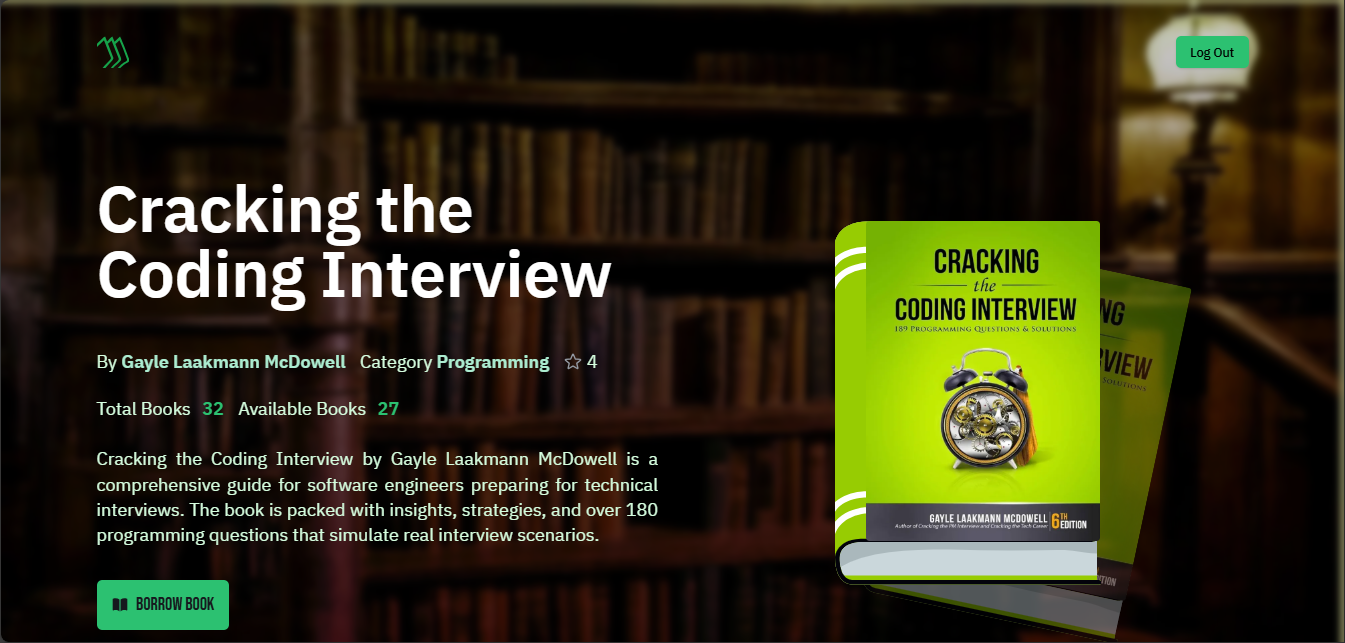 Log Out
Cracking the
Coding Interview
By Gayle Laakmann McDowell Category Programming 4
Total Books 32 Available Books 27
Cracking the Coding Interview by Gayle Laakmann McDowell is a
comprehensive guide for software engineers preparing for technical
interviews. The book is packed with insights, strategies, and over 180
programming questions that simulate real interview scenarios.
BORROW BOOK
CRACKING
the
CODING INTERVIEW
189 PROGRAMMING QUESTIONS & SOLUTIONS
GAYLE LAAKMANN MCDOWELL
Author of Cracking the PM Interview and Cracking the Tech Career
6TH EDITION
NG
RVIEW
SOLUTIONS